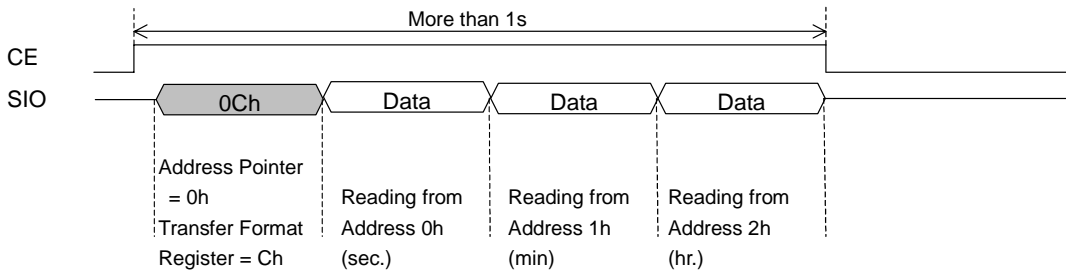 More than 1s
CE
SIO
0Ch
Data
Data
Data
Address Pointer
= 0h
Transfer Format
Register = Ch
Reading from
Address 0h
(sec.)
Reading from
Address 1h
(min)
Reading from
Address 2h
(hr.)